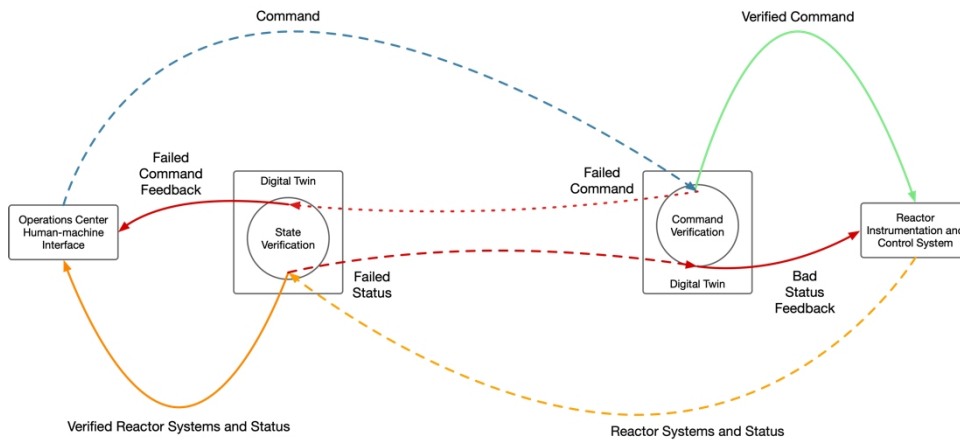 Command
Verified Command
Failed
Command
Feedback
Digital Twin
Failed
Command
Operations Center
Human-machine
Interface
State
Verification
Command
Verification
Reactor
Instrumentation and
Control System
Failed
Status
Digital Twin
Bad
Status
Feedback
Verified Reactor Systems and Status
Reactor Systems and Status